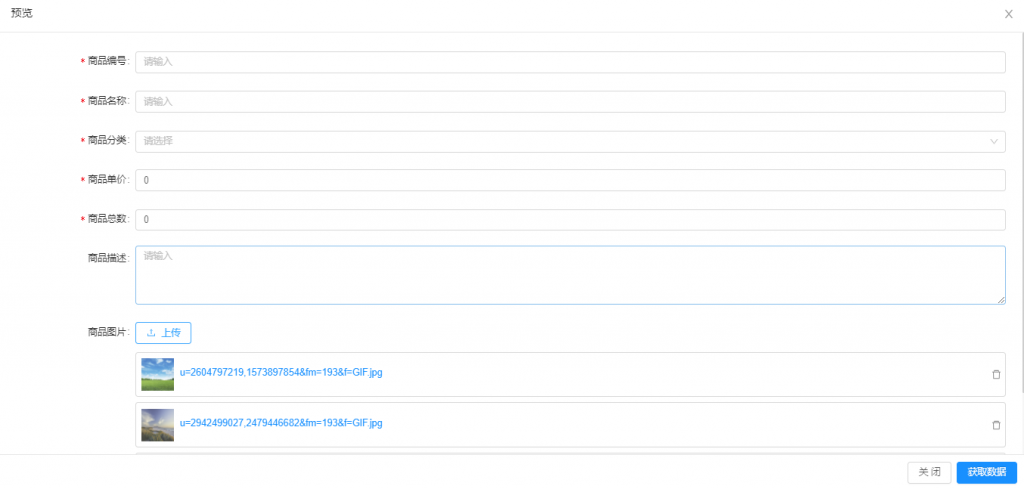 预览
* 商品编号: 请输入
* 商品名称: 请输入
* 商品分类: 请选择
* 商品单价: 0
* 商品总数: 0
商品描述: 请输入
商品图片: 上传
u=2604797219,1573897854&fm=193&f=GIF.jpg
u=2942499027,2479446682&fm=193&f=GIF.jpg
关 闭 获取数据